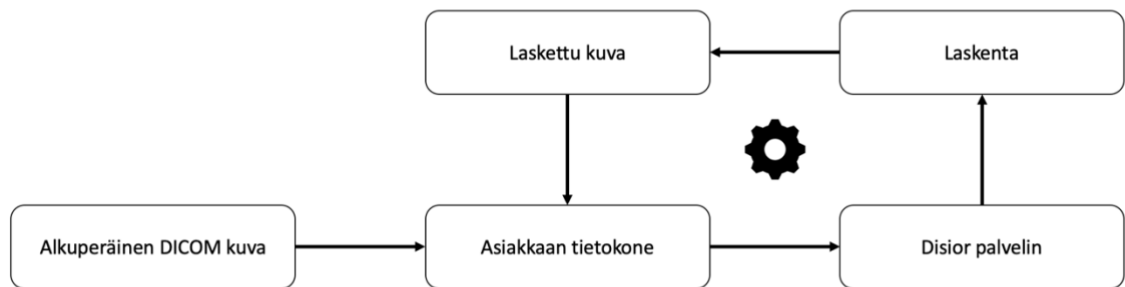 Laskettu kuva
Laskenta
Alkuperäinen DICOM kuva
Asiakkaan tietokone
Disior palvelin